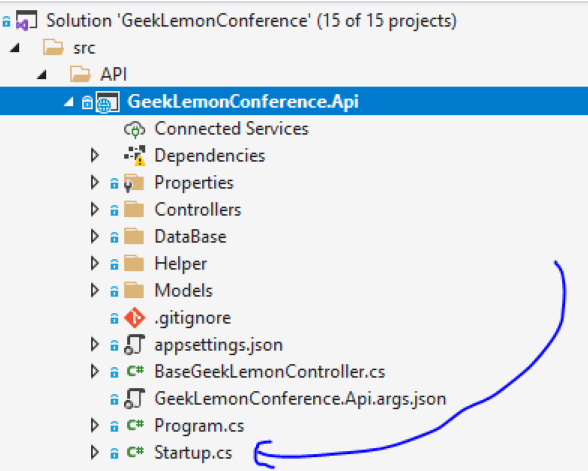 Solution 'GeekLemonConference' (15 of 15 projects)
src
API
GeekLemonConference.Api
Connected Services
Dependencies
Properties
Controllers
DataBase
Helper
Models
.gitignore
appsettings.json
C# BaseGeekLemonController.cs
GeekLemonConference.Api.args.json
C# Program.cs
C# Startup.cs